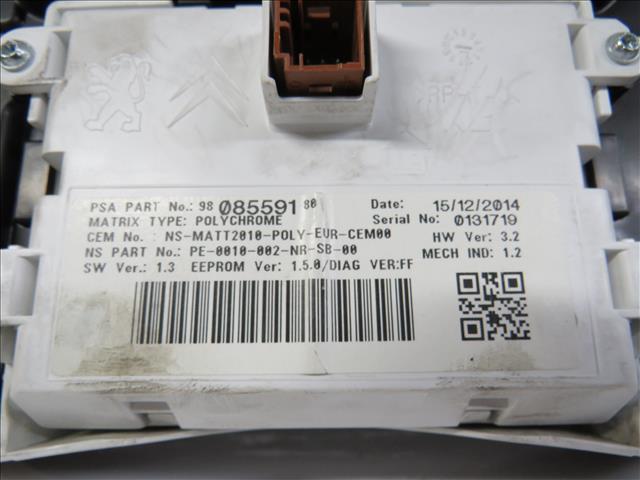 PSA PART No.: 98 085591 80 Date: 15/12/2014
MATRIX TYPE: POLYCHROME Serial No: 0131719
CEM No. : NS-MATT2010-POLY-EUR-CEM00 HW Ver: 3.2
NS PART No.: PE-0010-002-NR-SB-00 MECH IND: 1.2
SW Ver.: 1.3 EEPROM Ver: 1.5.0/DIAG VER:FF